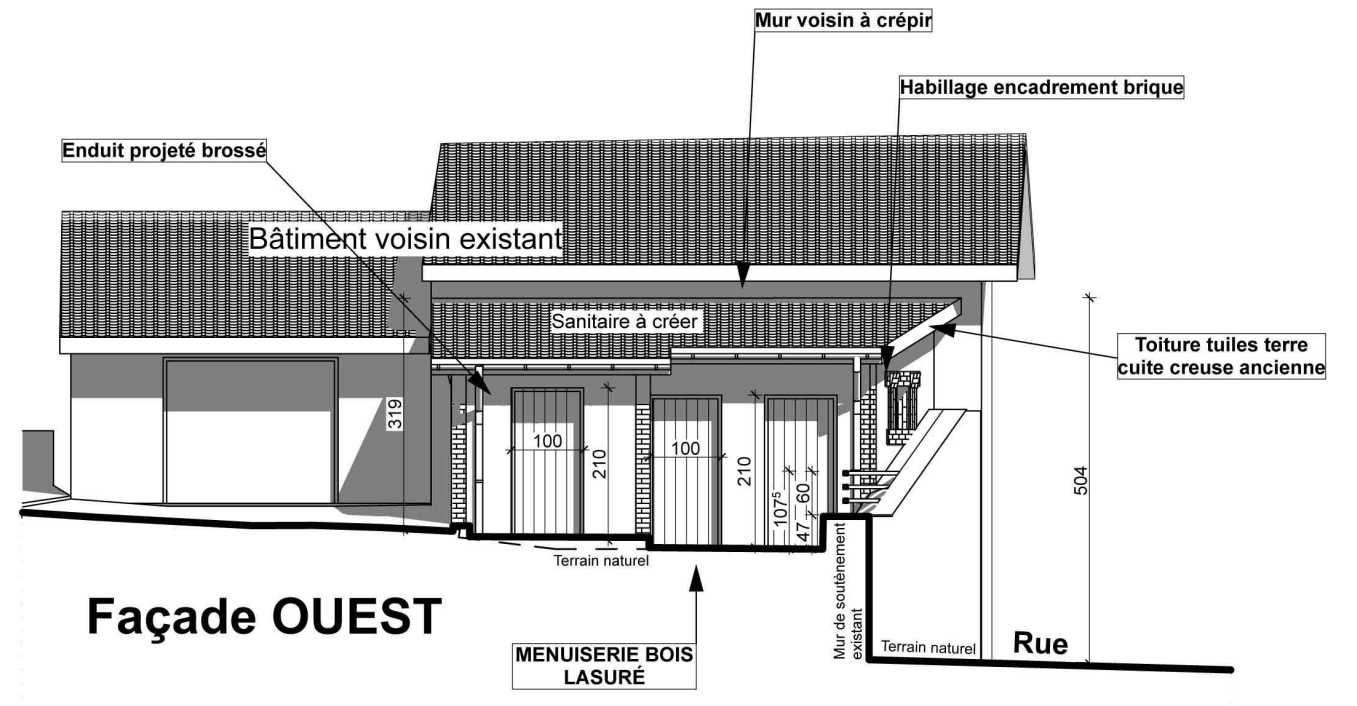 Mur voisin à crépir
Habillage encadrement brique
Enduit projeté brossé
Bâtiment voisin existant
Sanitaire à créer
Toiture tuiles terre
cuite creuse ancienne
319
100
210
100
210
107⁵
47
60
504
Terrain naturel
Façade OUEST
MENUISERIE BOIS
LASURÉ
Mur de soutènement
existant
Terrain naturel
Rue